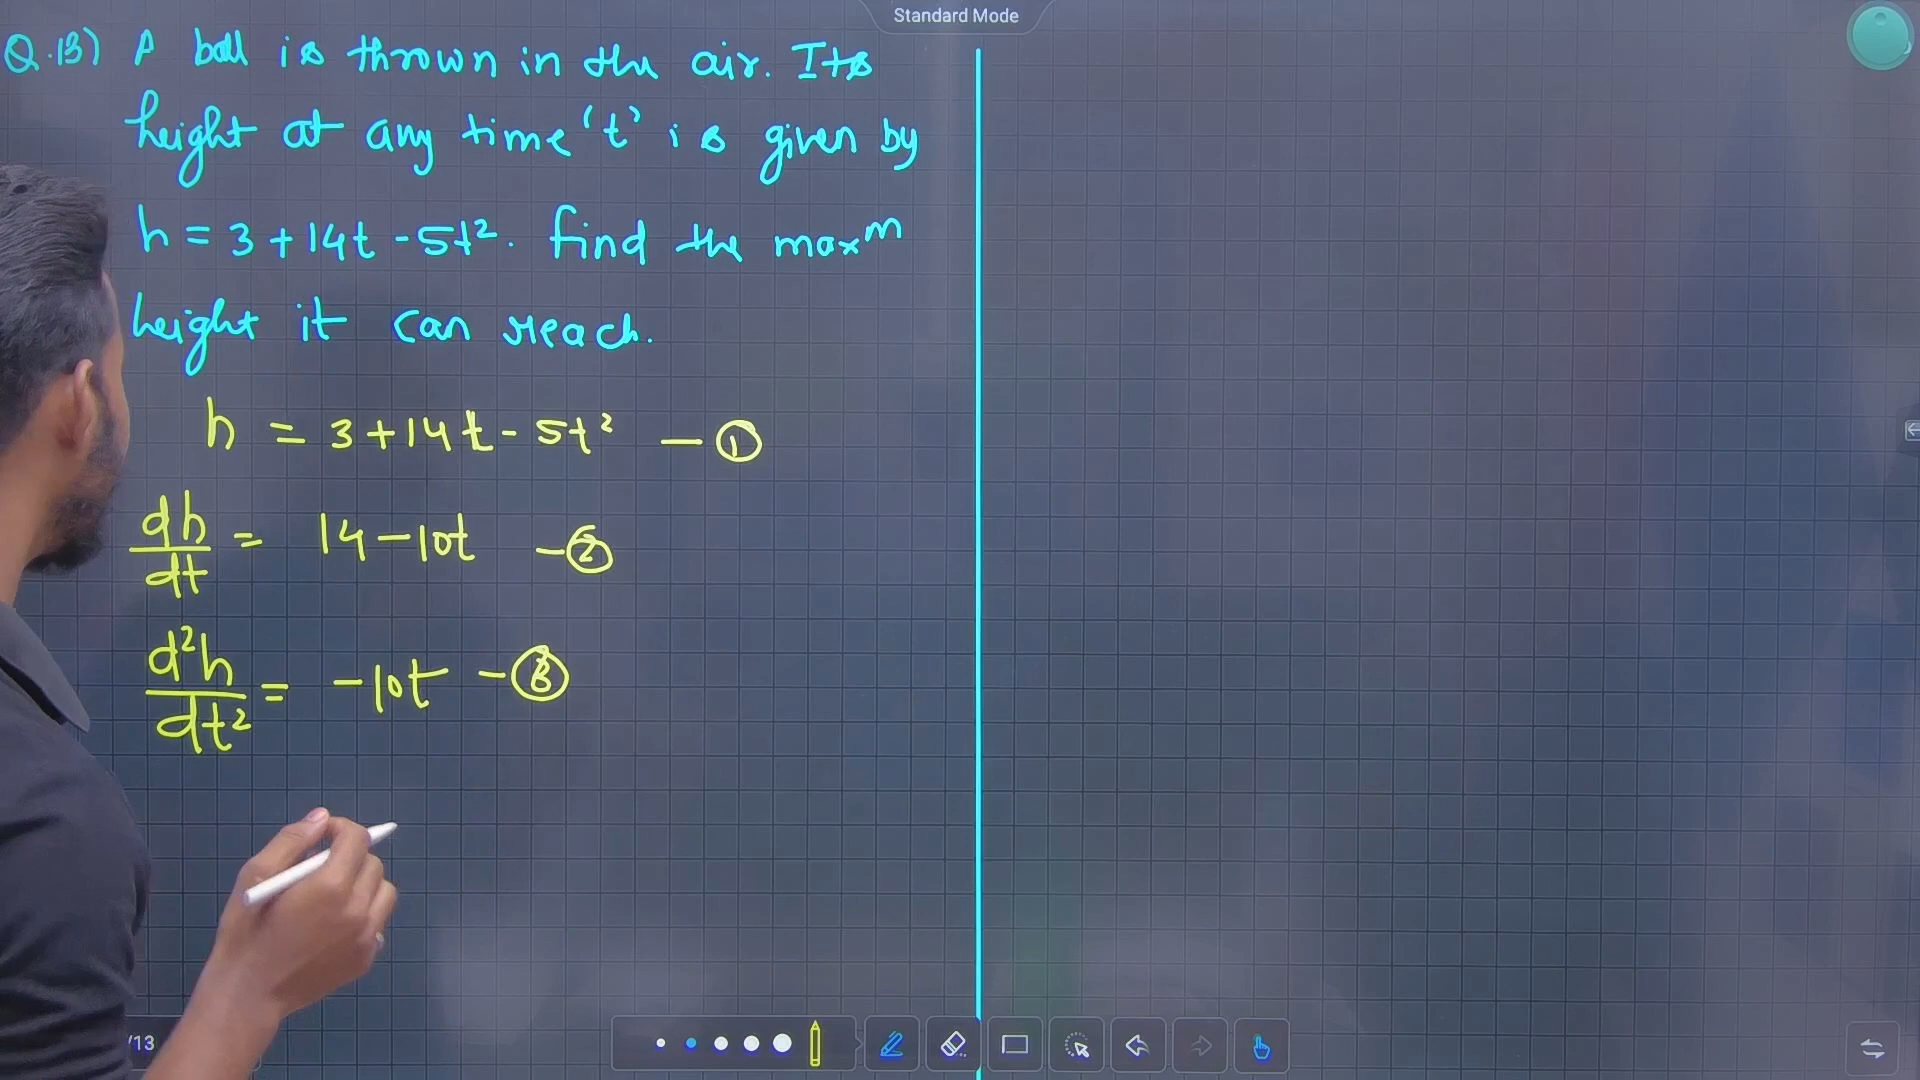 Standard Mode
Q.13) A ball is thrown in the air. Its
height at any time 't' is given by
h = 3 + 14t - 5t². find the maxᵐ
height it can reach.
h = 3 + 14t - 5t² — ①
dh/dt = 14 - 10t - ②
d²h/dt² = -10t - ③
/13